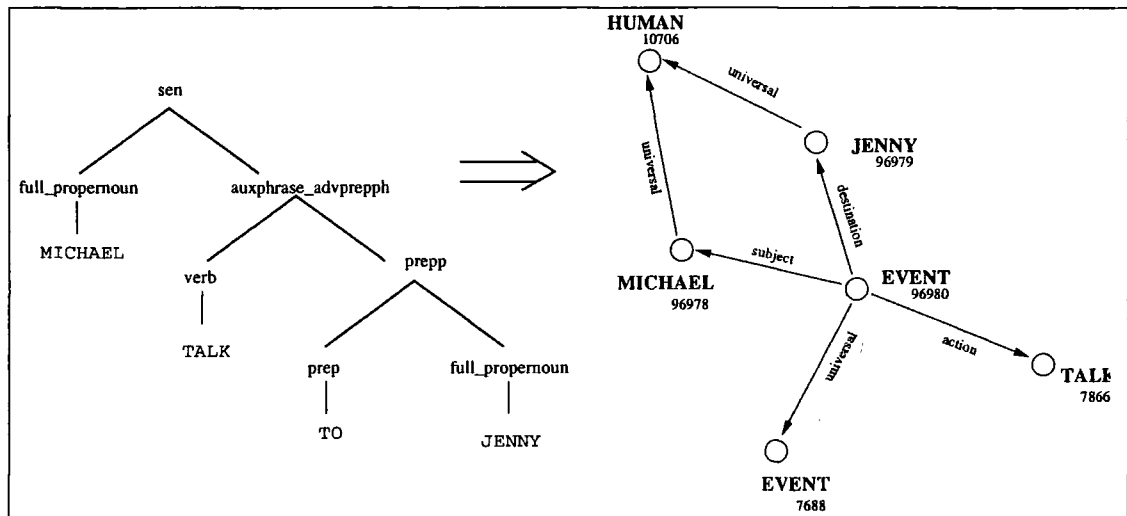 sen
full_propernoun
auxphrase_advprepph
MICHAEL
verb
prepp
TALK
prep
full_propernoun
TO
JENNY
HUMAN
10706
universal
JENNY
96979
universal
destination
subject
MICHAEL
96978
EVENT
96980
action
universal
TALK
7866
EVENT
7688